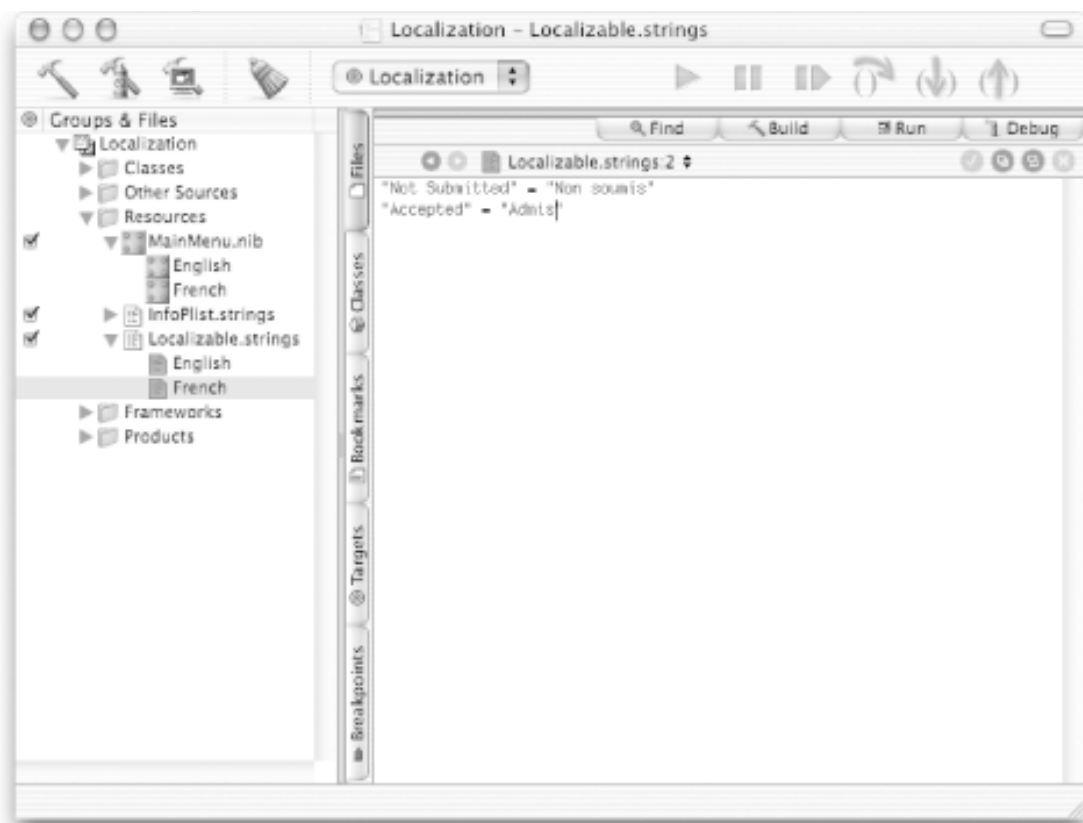 Localization – Localizable.strings
Localization
Groups & Files
Localization
Classes
Other Sources
Resources
MainMenu.nib
English
French
InfoPlist.strings
Localizable.strings
English
French
Frameworks
Products
Files
Classes
Bookmarks
Targets
Breakpoints
Find
Build
Run
Debug
Localizable.strings:2
"Not Submitted" = "Non soumis"
"Accepted" = "Admis"